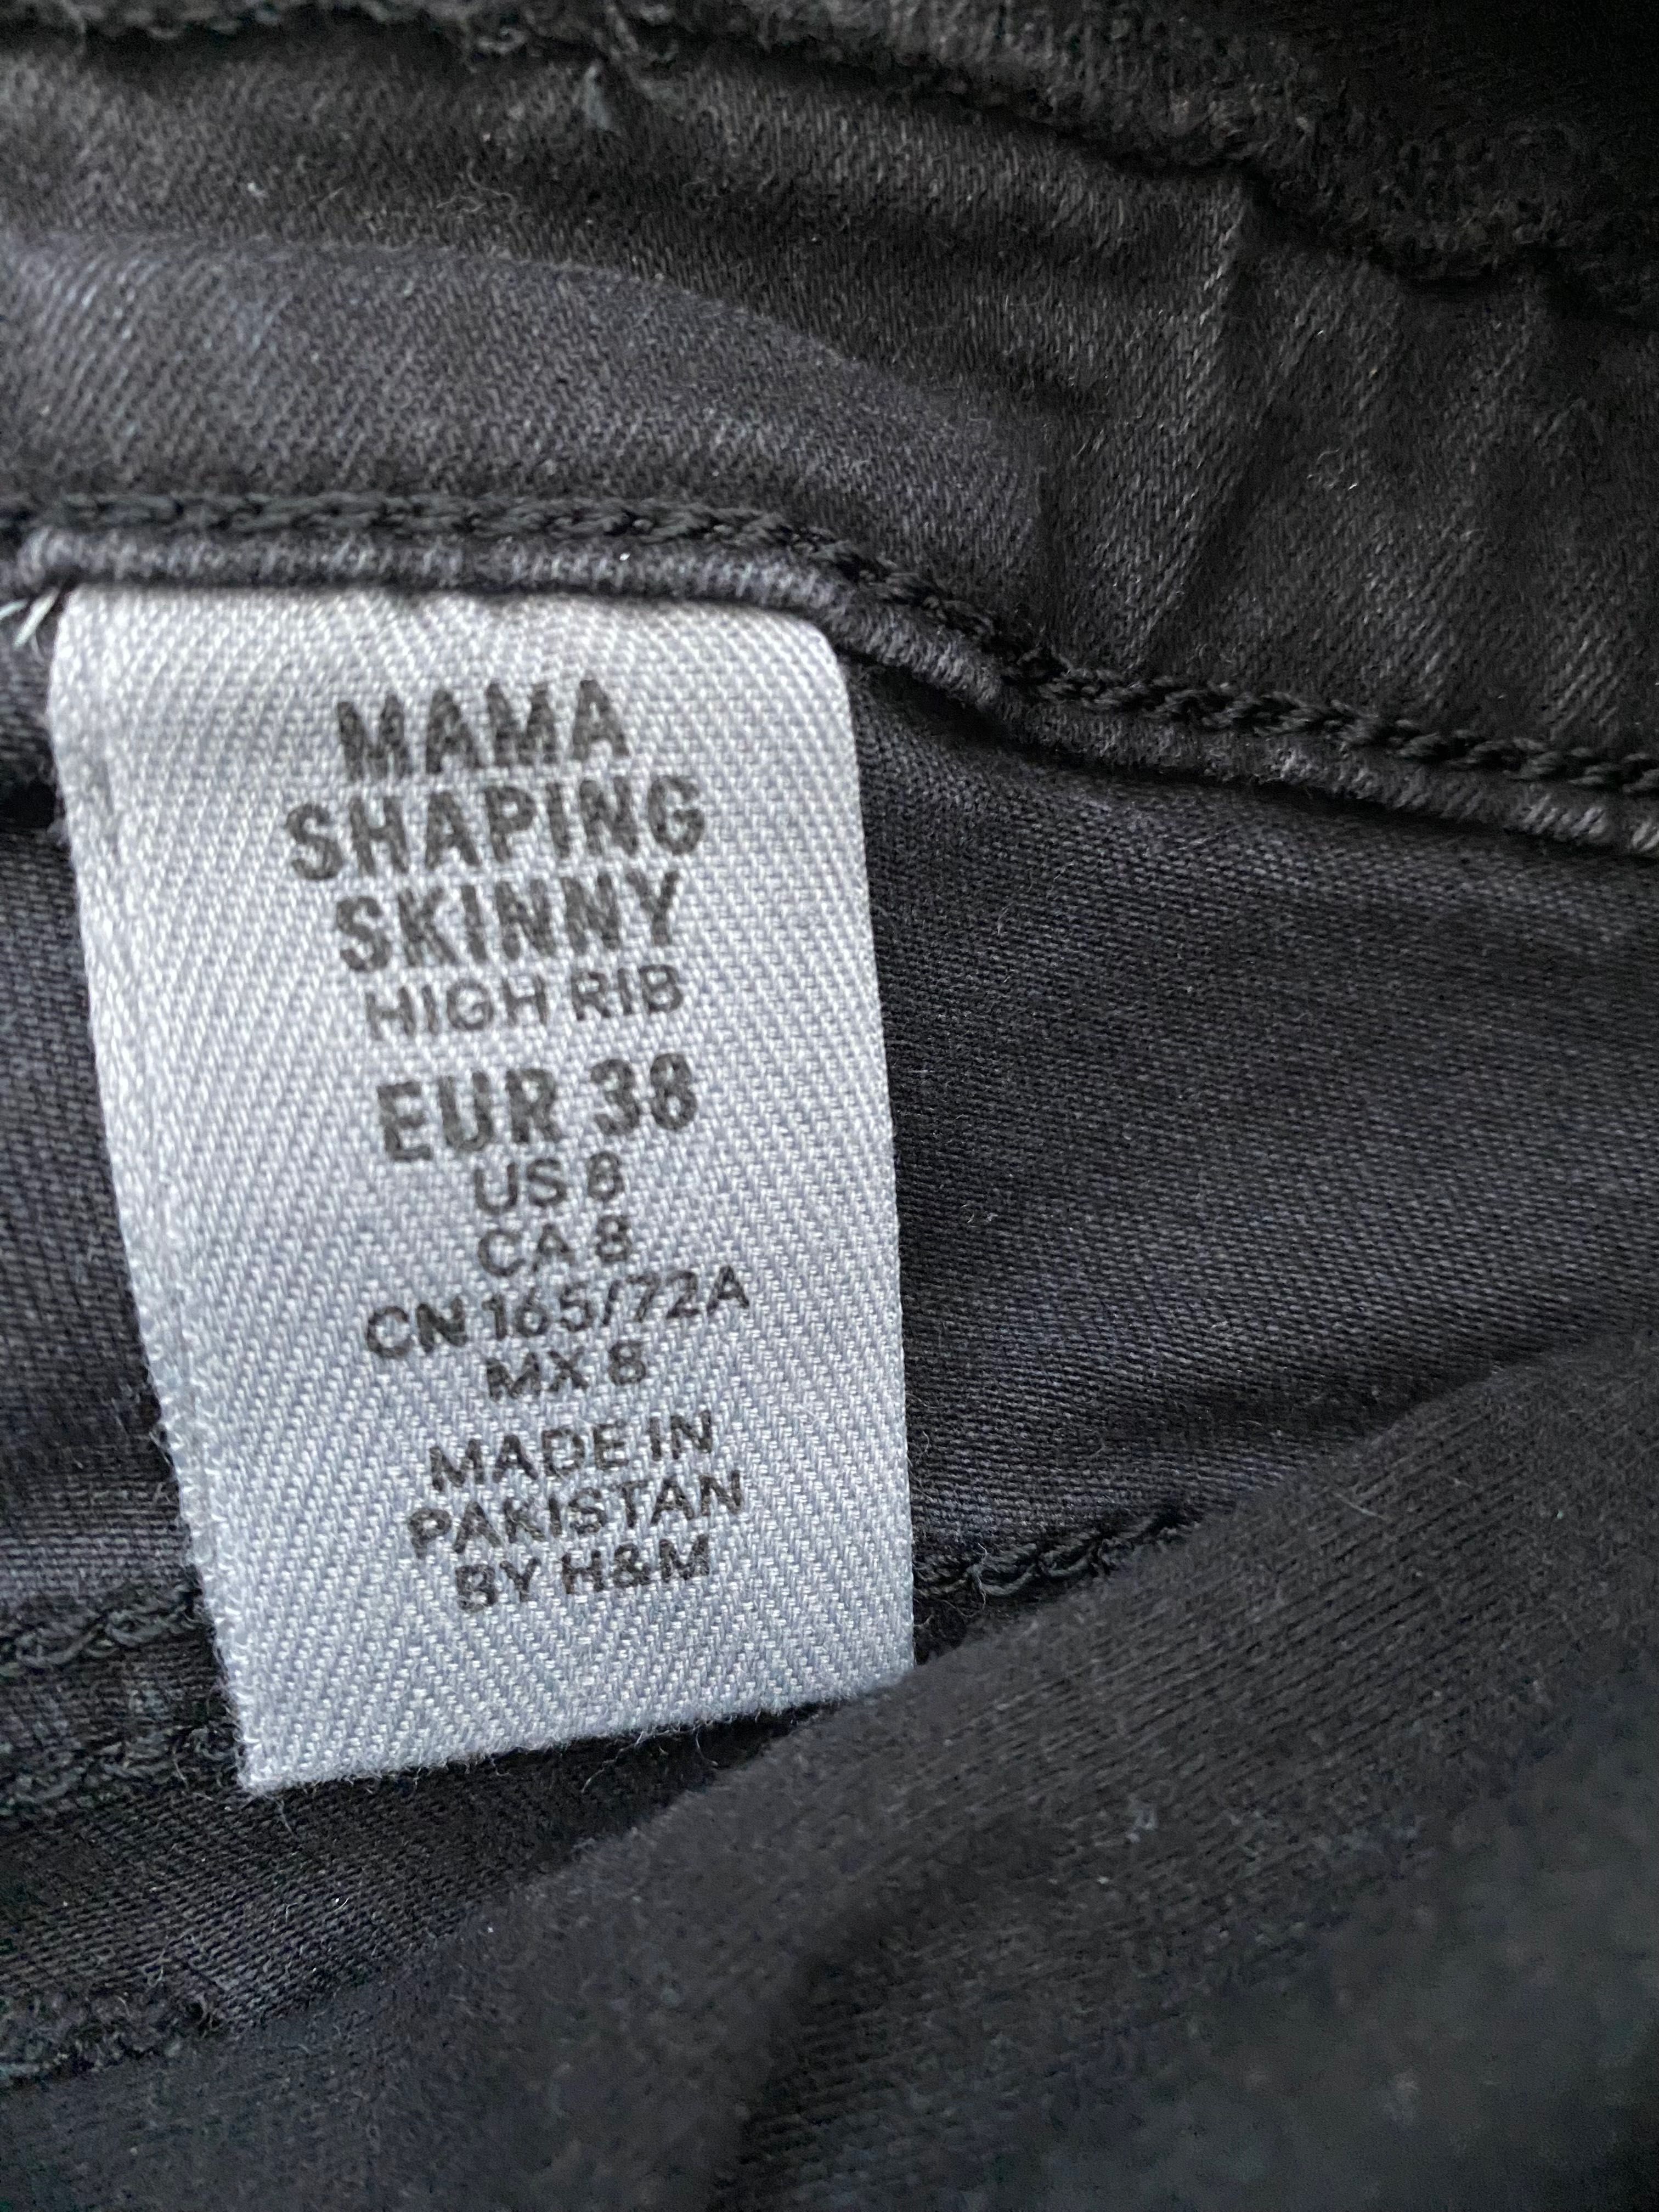 MAMA
SHAPING
SKINNY
HIGH RIB
EUR 38
US 8
CA 8
CN 165/72A
MX 8
MADE IN
PAKISTAN
BY H&M